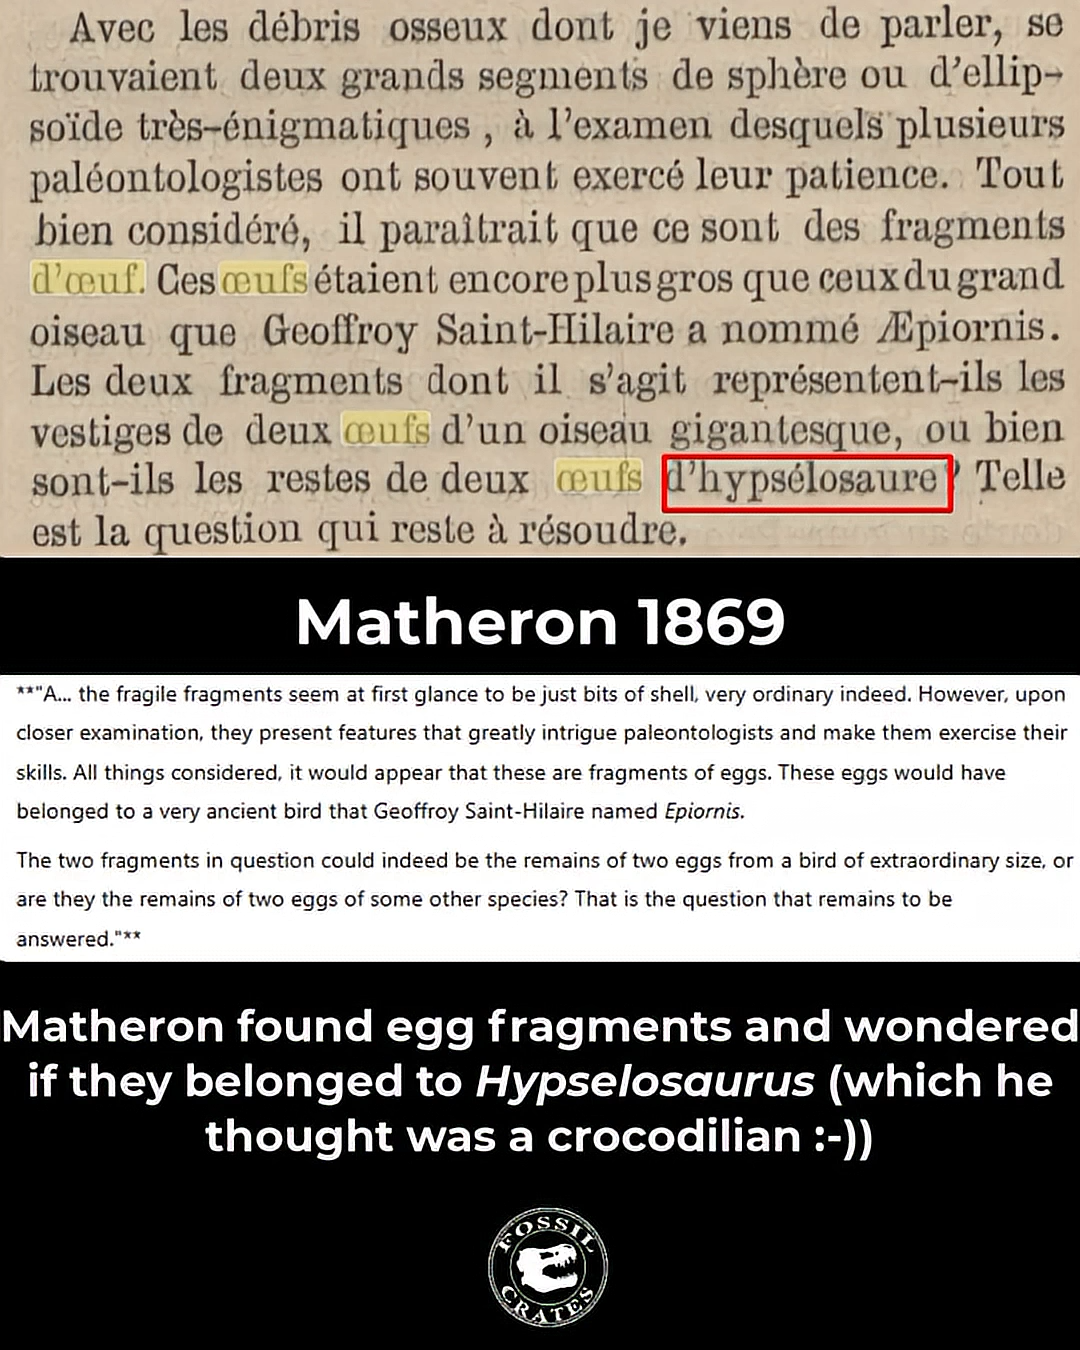 Avec les débris osseux dont je viens de parler, se
trouvaient deux grands segments de sphère ou d'ellip-
soïde très-énigmatiques, à l'examen desquels plusieurs
paléontologistes ont souvent exercé leur patience. Tout
bien considéré, il paraîtrait que ce sont des fragments
d'œuf. Ces œufs étaient encore plus gros que ceux du grand
oiseau que Geoffroy Saint-Hilaire a nommé Æpiornis.
Les deux fragments dont il s'agit représentent-ils les
vestiges de deux œufs d'un oiseau gigantesque, ou bien
sont-ils les restes de deux œufs d'hypsélosaure? Telle
est la question qui reste à résoudre.
Matheron 1869
**"A... the fragile fragments seem at first glance to be just bits of shell, very ordinary indeed. However, upon
closer examination, they present features that greatly intrigue paleontologists and make them exercise their
skills. All things considered, it would appear that these are fragments of eggs. These eggs would have
belonged to a very ancient bird that Geoffroy Saint-Hilaire named Epiornis.
The two fragments in question could indeed be the remains of two eggs from a bird of extraordinary size, or
are they the remains of two eggs of some other species? That is the question that remains to be
answered."**
Matheron found egg fragments and wondered
if they belonged to Hypselosaurus (which he
thought was a crocodilian :-))
FOSSIL
CRATES